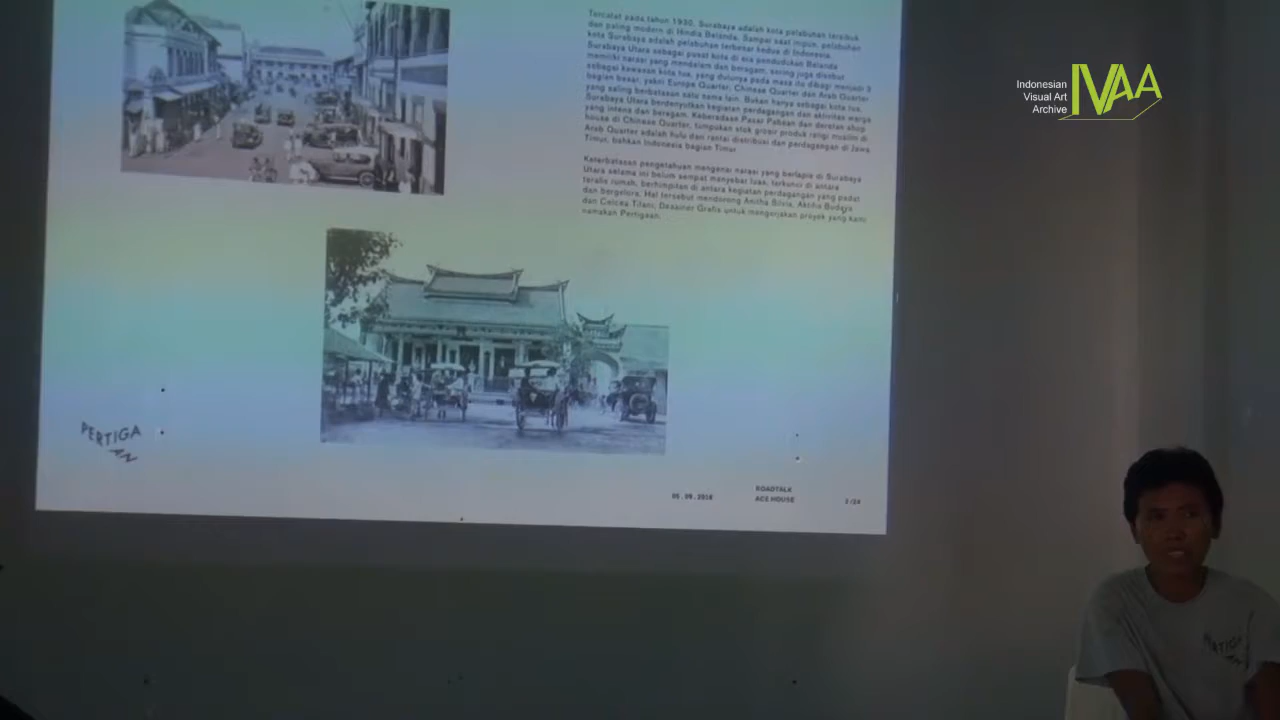 Tercatat pada tahun 1930, Surabaya adalah kota pelabuhan tersibuk
dan paling modern di Hindia Belanda. Sampai saat inipun, pelabuhan
kota Surabaya adalah pelabuhan terbesar kedua di Indonesia.
Surabaya Utara sebagai pusat kota di era pendudukan Belanda
memiliki narasi yang mendalam dan beragam, sering juga disebut
sebagai kawasan kota tua, yang dulunya pada masa itu dibagi menjadi 3
bagian besar, yakni Europe Quarter, Chinese Quarter dan Arab Quarter
yang saling berbatasan satu sama lain. Bukan hanya sebagai kota tua,
Surabaya Utara berdenyutkan kegiatan perdagangan dan aktivitas warga
yang intens dan beragam. Keberadaan Pasar Pabean dan deretan shop
house di Chinese Quarter, tumpukan stok grosir produk religi muslim di
Arab Quarter adalah hulu dan rantai distribusi dan perdagangan di Jawa
Timur, bahkan Indonesia bagian Timur.
Keterbatasan pengetahuan mengenai narasi yang berlapis di Surabaya
Utara selama ini belum sempat menyebar luas, terkunci di antara
teralis rumah, berhimpitan di antara kegiatan perdagangan yang padat
dan bergelora. Hal tersebut mendorong Anitha Silvia, Aktivis Budaya
dan Celcea Tifani, Desainer Grafis untuk mengerjakan proyek yang kami
namakan Pertigaan.
PERTIGA
AN
05 . 09 . 2016
ROADTALK
ACE HOUSE
2 /24
Indonesian
Visual Art
Archive
IVAA